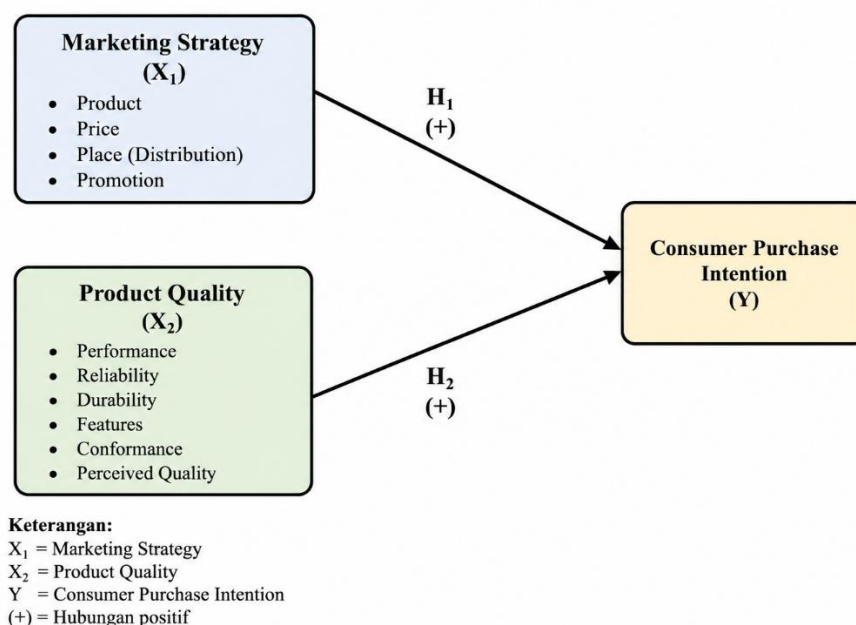 Marketing Strategy
(X₁)
• Product
• Price
• Place (Distribution)
• Promotion
H₁
(+)
Consumer Purchase
Intention
(Y)
Product Quality
(X₂)
• Performance
• Reliability
• Durability
• Features
• Conformance
• Perceived Quality
H₂
(+)
Keterangan:
X₁ = Marketing Strategy
X₂ = Product Quality
Y = Consumer Purchase Intention
(+) = Hubungan positif